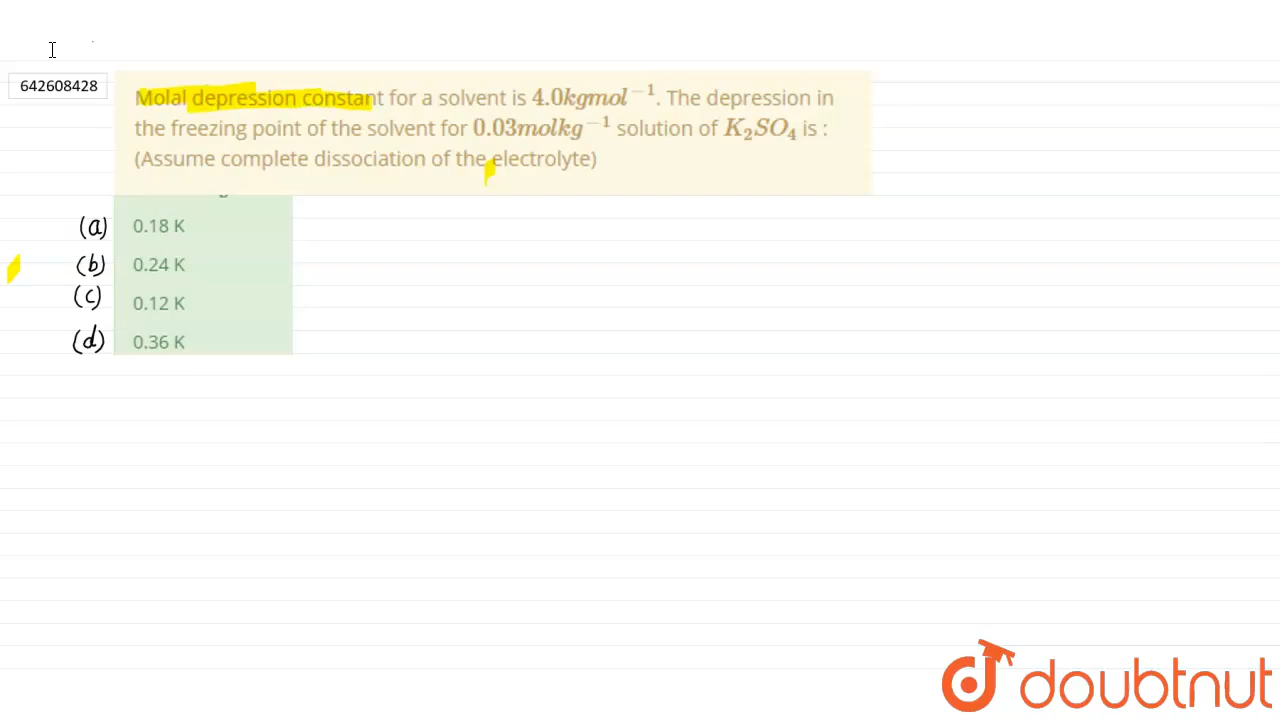 642608428
Molal depression constant for a solvent is 4.0kgmol⁻¹. The depression in
the freezing point of the solvent for 0.03molkg⁻¹ solution of K₂SO₄ is :
(Assume complete dissociation of the electrolyte)
(a) 0.18 K
(b) 0.24 K
(c) 0.12 K
(d) 0.36 K
doubtnut